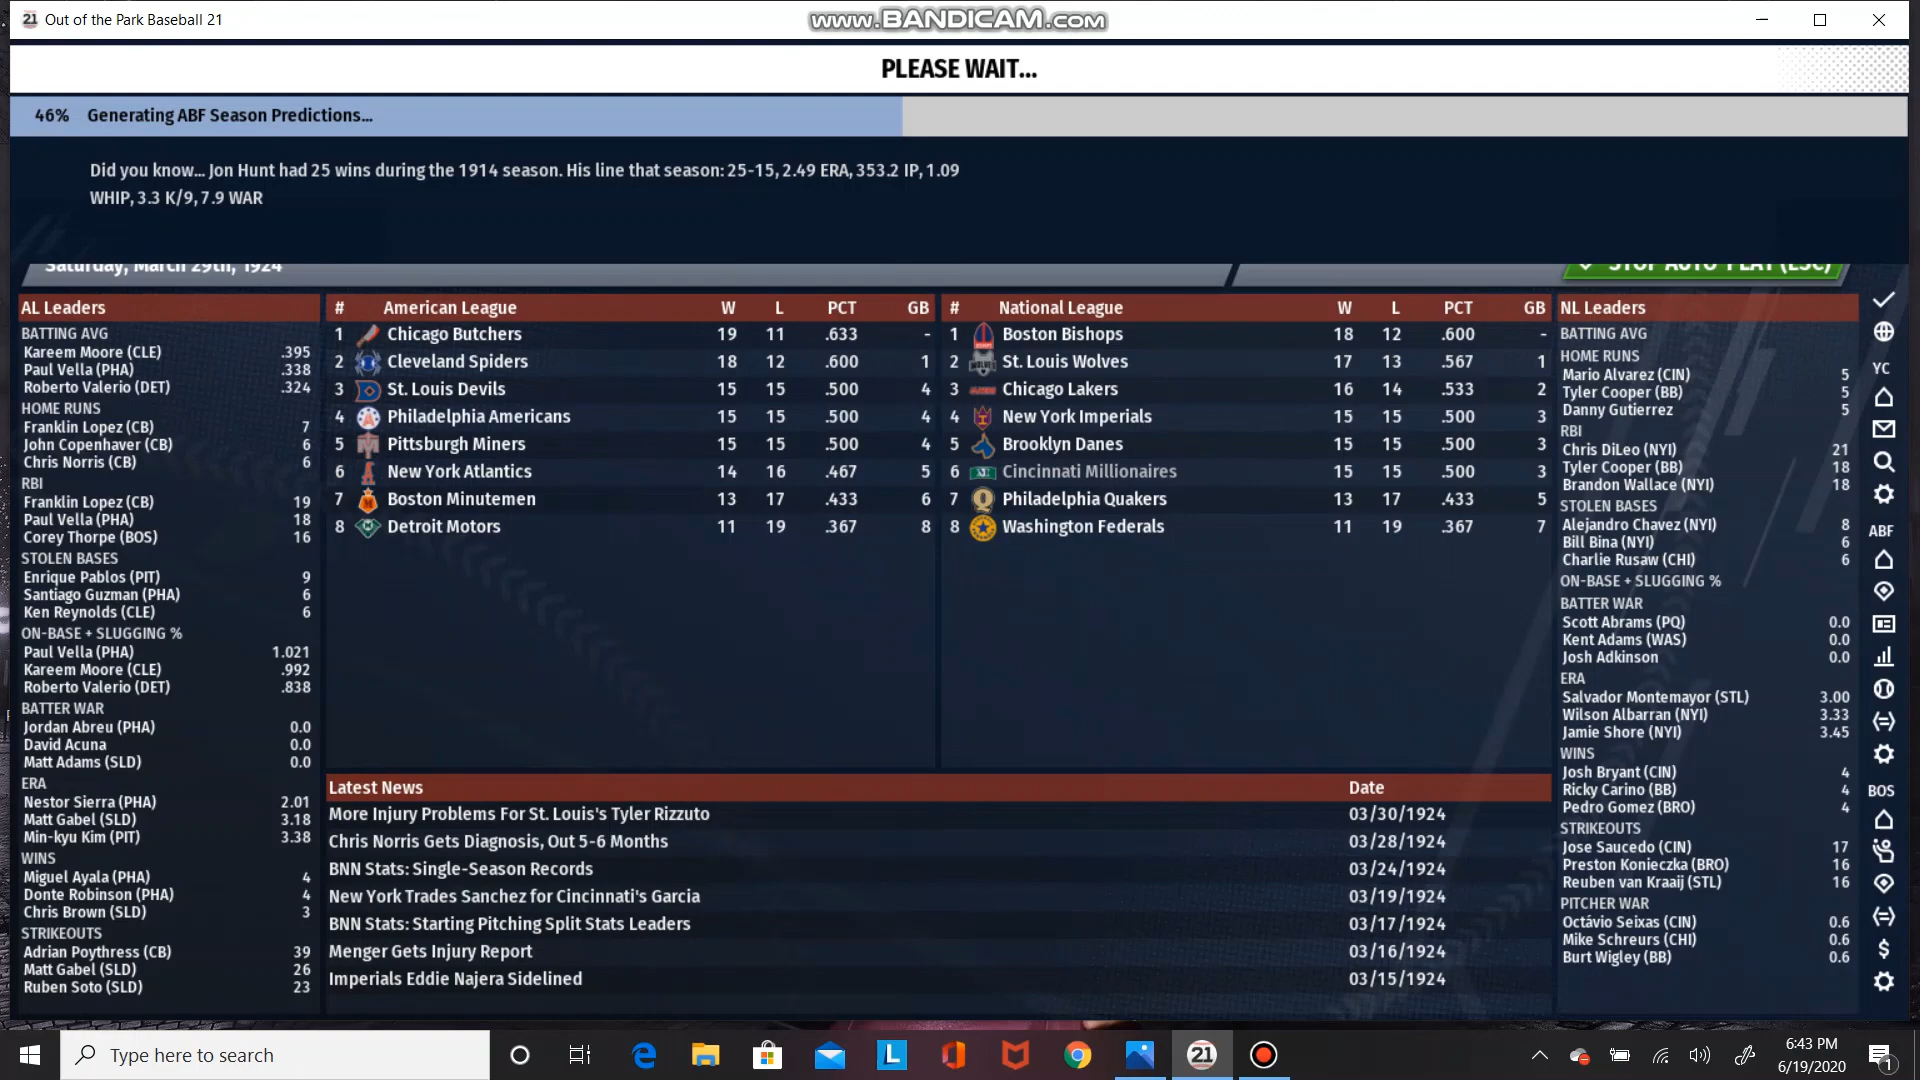 Out of the Park Baseball 21
www.BANDICAM.com
PLEASE WAIT...
46% Generating ABF Season Predictions...
Did you know... Jon Hunt had 25 wins during the 1914 season. His line that season: 25-15, 2.49 ERA, 353.2 IP, 1.09
WHIP, 3.3 K/9, 7.9 WAR
Saturday, March 29th, 1924
STOP AUTO-PLAY (ESC)
AL Leaders
BATTING AVG
Kareem Moore (CLE) .395
Paul Vella (PHA) .338
Roberto Valerio (DET) .324
HOME RUNS
Franklin Lopez (CB) 7
John Copenhaver (CB) 6
Chris Norris (CB) 6
RBI
Franklin Lopez (CB) 19
Paul Vella (PHA) 18
Corey Thorpe (BOS) 16
STOLEN BASES
Enrique Pablos (PIT) 9
Santiago Guzman (PHA) 6
Ken Reynolds (CLE) 6
ON-BASE + SLUGGING %
Paul Vella (PHA) 1.021
Kareem Moore (CLE) .992
Roberto Valerio (DET) .838
BATTER WAR
Jordan Abreu (PHA) 0.0
David Acuna 0.0
Matt Adams (SLD) 0.0
ERA
Nestor Sierra (PHA) 2.01
Matt Gabel (SLD) 3.18
Min-kyu Kim (PIT) 3.38
WINS
Miguel Ayala (PHA) 4
Donte Robinson (PHA) 4
Chris Brown (SLD) 3
STRIKEOUTS
Adrian Poythress (CB) 39
Matt Gabel (SLD) 26
Ruben Soto (SLD) 23
# American League W L PCT GB
1 Chicago Butchers 19 11 .633 -
2 Cleveland Spiders 18 12 .600 1
3 St. Louis Devils 15 15 .500 4
4 Philadelphia Americans 15 15 .500 4
5 Pittsburgh Miners 15 15 .500 4
6 New York Atlantics 14 16 .467 5
7 Boston Minutemen 13 17 .433 6
8 Detroit Motors 11 19 .367 8
# National League W L PCT GB
1 Boston Bishops 18 12 .600 -
2 St. Louis Wolves 17 13 .567 1
3 Chicago Lakers 16 14 .533 2
4 New York Imperials 15 15 .500 3
5 Brooklyn Danes 15 15 .500 3
6 Cincinnati Millionaires 15 15 .500 3
7 Philadelphia Quakers 13 17 .433 5
8 Washington Federals 11 19 .367 7
Latest News Date
More Injury Problems For St. Louis's Tyler Rizzuto 03/30/1924
Chris Norris Gets Diagnosis, Out 5-6 Months 03/28/1924
BNN Stats: Single-Season Records 03/24/1924
New York Trades Sanchez for Cincinnati's Garcia 03/19/1924
BNN Stats: Starting Pitching Split Stats Leaders 03/17/1924
Menger Gets Injury Report 03/16/1924
Imperials Eddie Najera Sidelined 03/15/1924
NL Leaders
BATTING AVG
HOME RUNS
Mario Alvarez (CIN) 5
Tyler Cooper (BB) 5
Danny Gutierrez 5
RBI
Chris DiLeo (NYI) 21
Tyler Cooper (BB) 18
Brandon Wallace (NYI) 18
STOLEN BASES
Alejandro Chavez (NYI) 8
Bill Bina (NYI) 6
Charlie Rusaw (CHI) 6
ON-BASE + SLUGGING %
BATTER WAR
Scott Abrams (PQ) 0.0
Kent Adams (WAS) 0.0
Josh Adkinson 0.0
ERA
Salvador Montemayor (STL) 3.00
Wilson Albarran (NYI) 3.33
Jamie Shore (NYI) 3.45
WINS
Josh Bryant (CIN) 4
Ricky Carino (BB) 4
Pedro Gomez (BRO) 4
STRIKEOUTS
Jose Saucedo (CIN) 17
Preston Konieczka (BRO) 16
Reuben van Kraaij (STL) 16
PITCHER WAR
Octávio Seixas (CIN) 0.6
Mike Schreurs (CHI) 0.6
Burt Wigley (BB) 0.6
YC
ABF
BOS
$
Type here to search
21
6:43 PM
6/19/2020
1